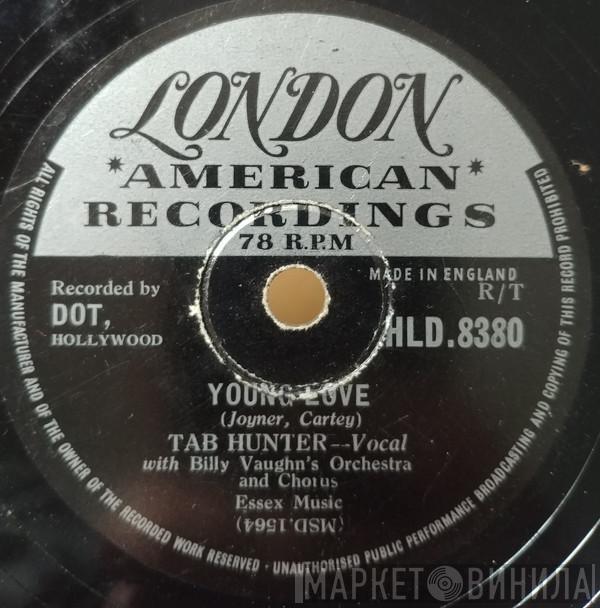 LONDON
*AMERICAN*
RECORDINGS
78 R.P.M
MADE IN ENGLAND
Recorded by
R/T
DOT,
HLD.8380
HOLLYWOOD
YOUNG LOVE
(Joyner, Cartey)
TAB HUNTER--Vocal
with Billy Vaughn's Orchestra
and Chorus
Essex Music
(MSD.1564)
ALL RIGHTS OF THE MANUFACTURER AND OF THE OWNER OF THE RECORDED WORK RESERVED · UNAUTHORISED PUBLIC PERFORMANCE BROADCASTING AND COPYING OF THIS RECORD PROHIBITED
МАРКЕТ ВИНИЛА